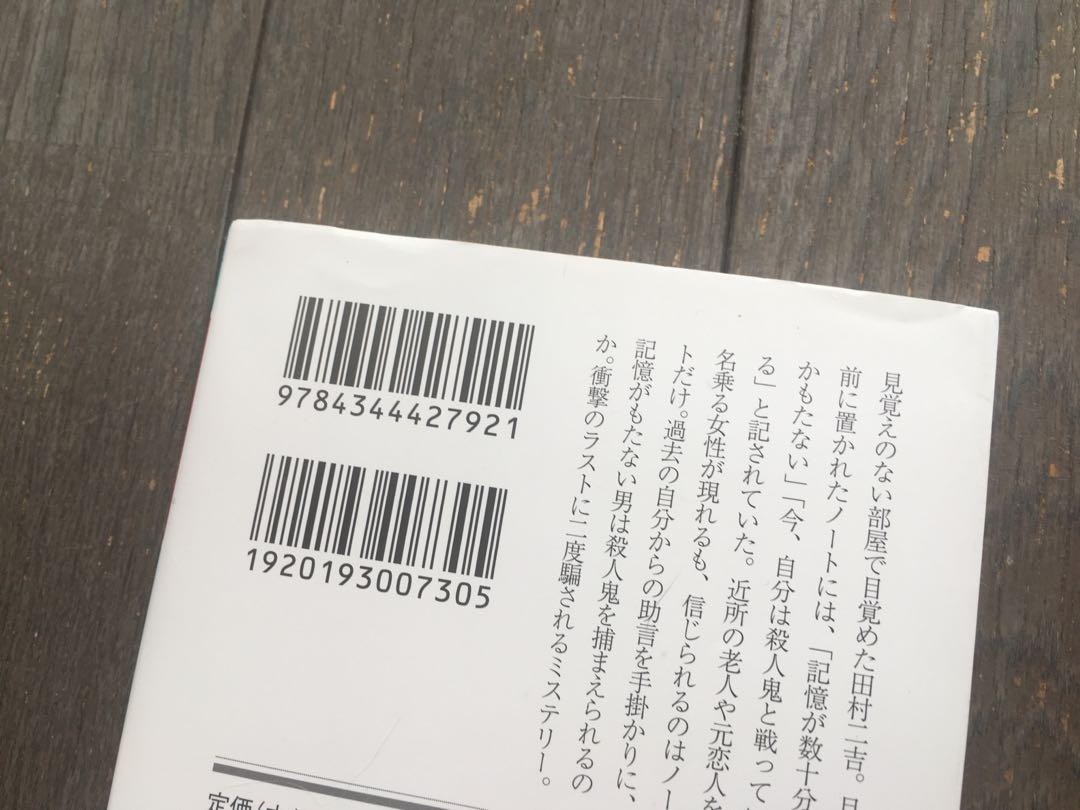 9784344427921
1920193007305
見覚えのない部屋で目覚めた田村二吉。目
前に置かれたノートには、「記憶が数十分
かもたない」「今、自分は殺人鬼と戦って
る」と記されていた。近所の老人や元恋人を
名乗る女性が現れるも、信じられるのはノー
トだけ。過去の自分からの助言を手掛かりに、
記憶がもたない男は殺人鬼を捕まえられるの
か。衝撃のラストに二度騙されるミステリー。
定価